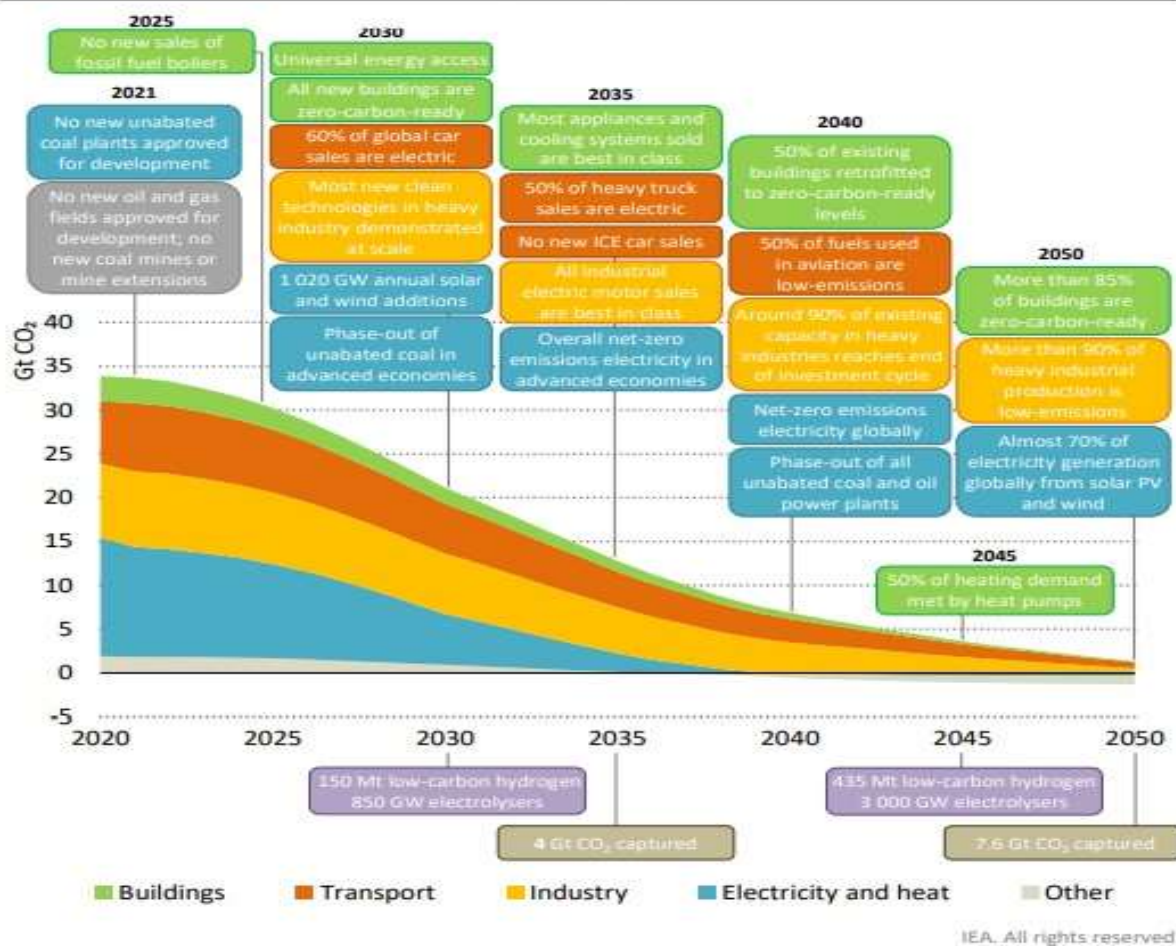 2025
No new sales of
fossil fuel boilers
2021
No new unabated
coal plants approved
for development
No new oil and gas
fields approved for
development; no
new coal mines or
mine extensions
2030
Universal energy access
All new buildings are
zero-carbon-ready
60% of global car
sales are electric
Most new clean
technologies in heavy
industry demonstrated
at scale
1 020 GW annual solar
and wind additions
Phase-out of
unabated coal in
advanced economies
2035
Most appliances and
cooling systems sold
are best in class
50% of heavy truck
sales are electric
No new ICE car sales
All industrial
electric motor sales
are best in class
Overall net-zero
emissions electricity in
advanced economies
2040
50% of existing
buildings retrofitted
to zero-carbon-ready
levels
50% of fuels used
in aviation are
low-emissions
Around 90% of existing
capacity in heavy
industries reaches end
of investment cycle
Net-zero emissions
electricity globally
Phase-out of all
unabated coal and oil
power plants
2050
More than 85%
of buildings are
zero-carbon-ready
More than 90% of
heavy industrial
production is
low-emissions
Almost 70% of
electricity generation
globally from solar PV
and wind
2045
50% of heating demand
met by heat pumps
Gt CO₂
40
35
30
25
20
15
10
5
0
-5
2020 2025 2030 2035 2040 2045 2050
150 Mt low-carbon hydrogen
850 GW electrolysers
435 Mt low-carbon hydrogen
3 000 GW electrolysers
4 Gt CO₂ captured
7.6 Gt CO₂ captured
Buildings Transport Industry Electricity and heat Other
IEA. All rights reserved